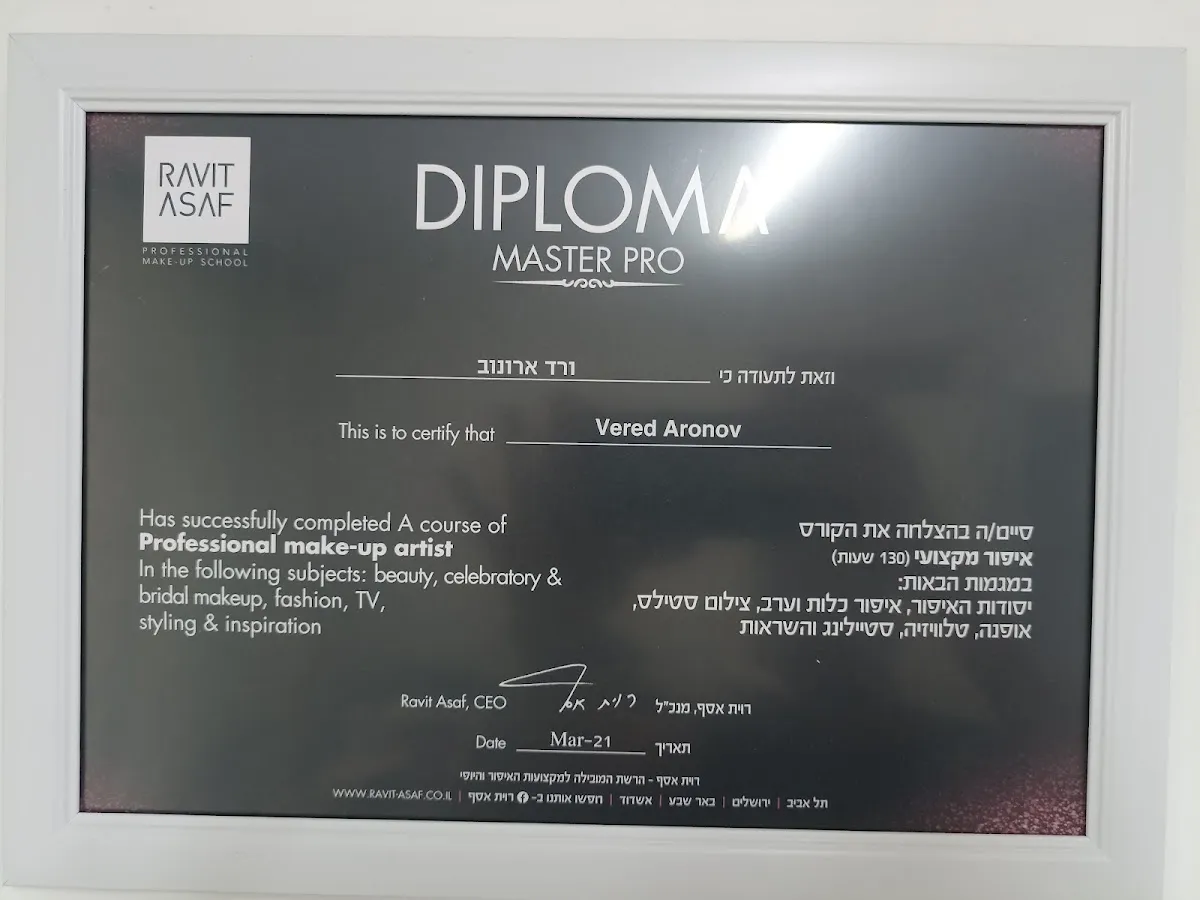 RAVIT
ASAF
PROFESSIONAL
MAKE-UP SCHOOL
DIPLOMA
MASTER PRO
וזאת לתעודה כי ורד ארונוב
This is to certify that Vered Aronov
Has successfully completed A course of
Professional make-up artist
In the following subjects: beauty, celebratory &
bridal makeup, fashion, TV,
styling & inspiration
סיים/ה בהצלחה את הקורס
איפור מקצועי (130 שעות)
במגמות הבאות:
יסודות האיפור, איפור כלות וערב, צילום סטילס,
אופנה, טלוויזיה, סטיילינג והשראות
Ravit Asaf, CEO רוית אסף רוית אסף, מנכ"ל
Date Mar-21 תאריך
רוית אסף - הרשת המובילה למקצועות האיפור והיופי
תל אביב | ירושלים | באר שבע | אשדוד | חפשו אותנו ב- רוית אסף | WWW.RAVIT-ASAF.CO.IL